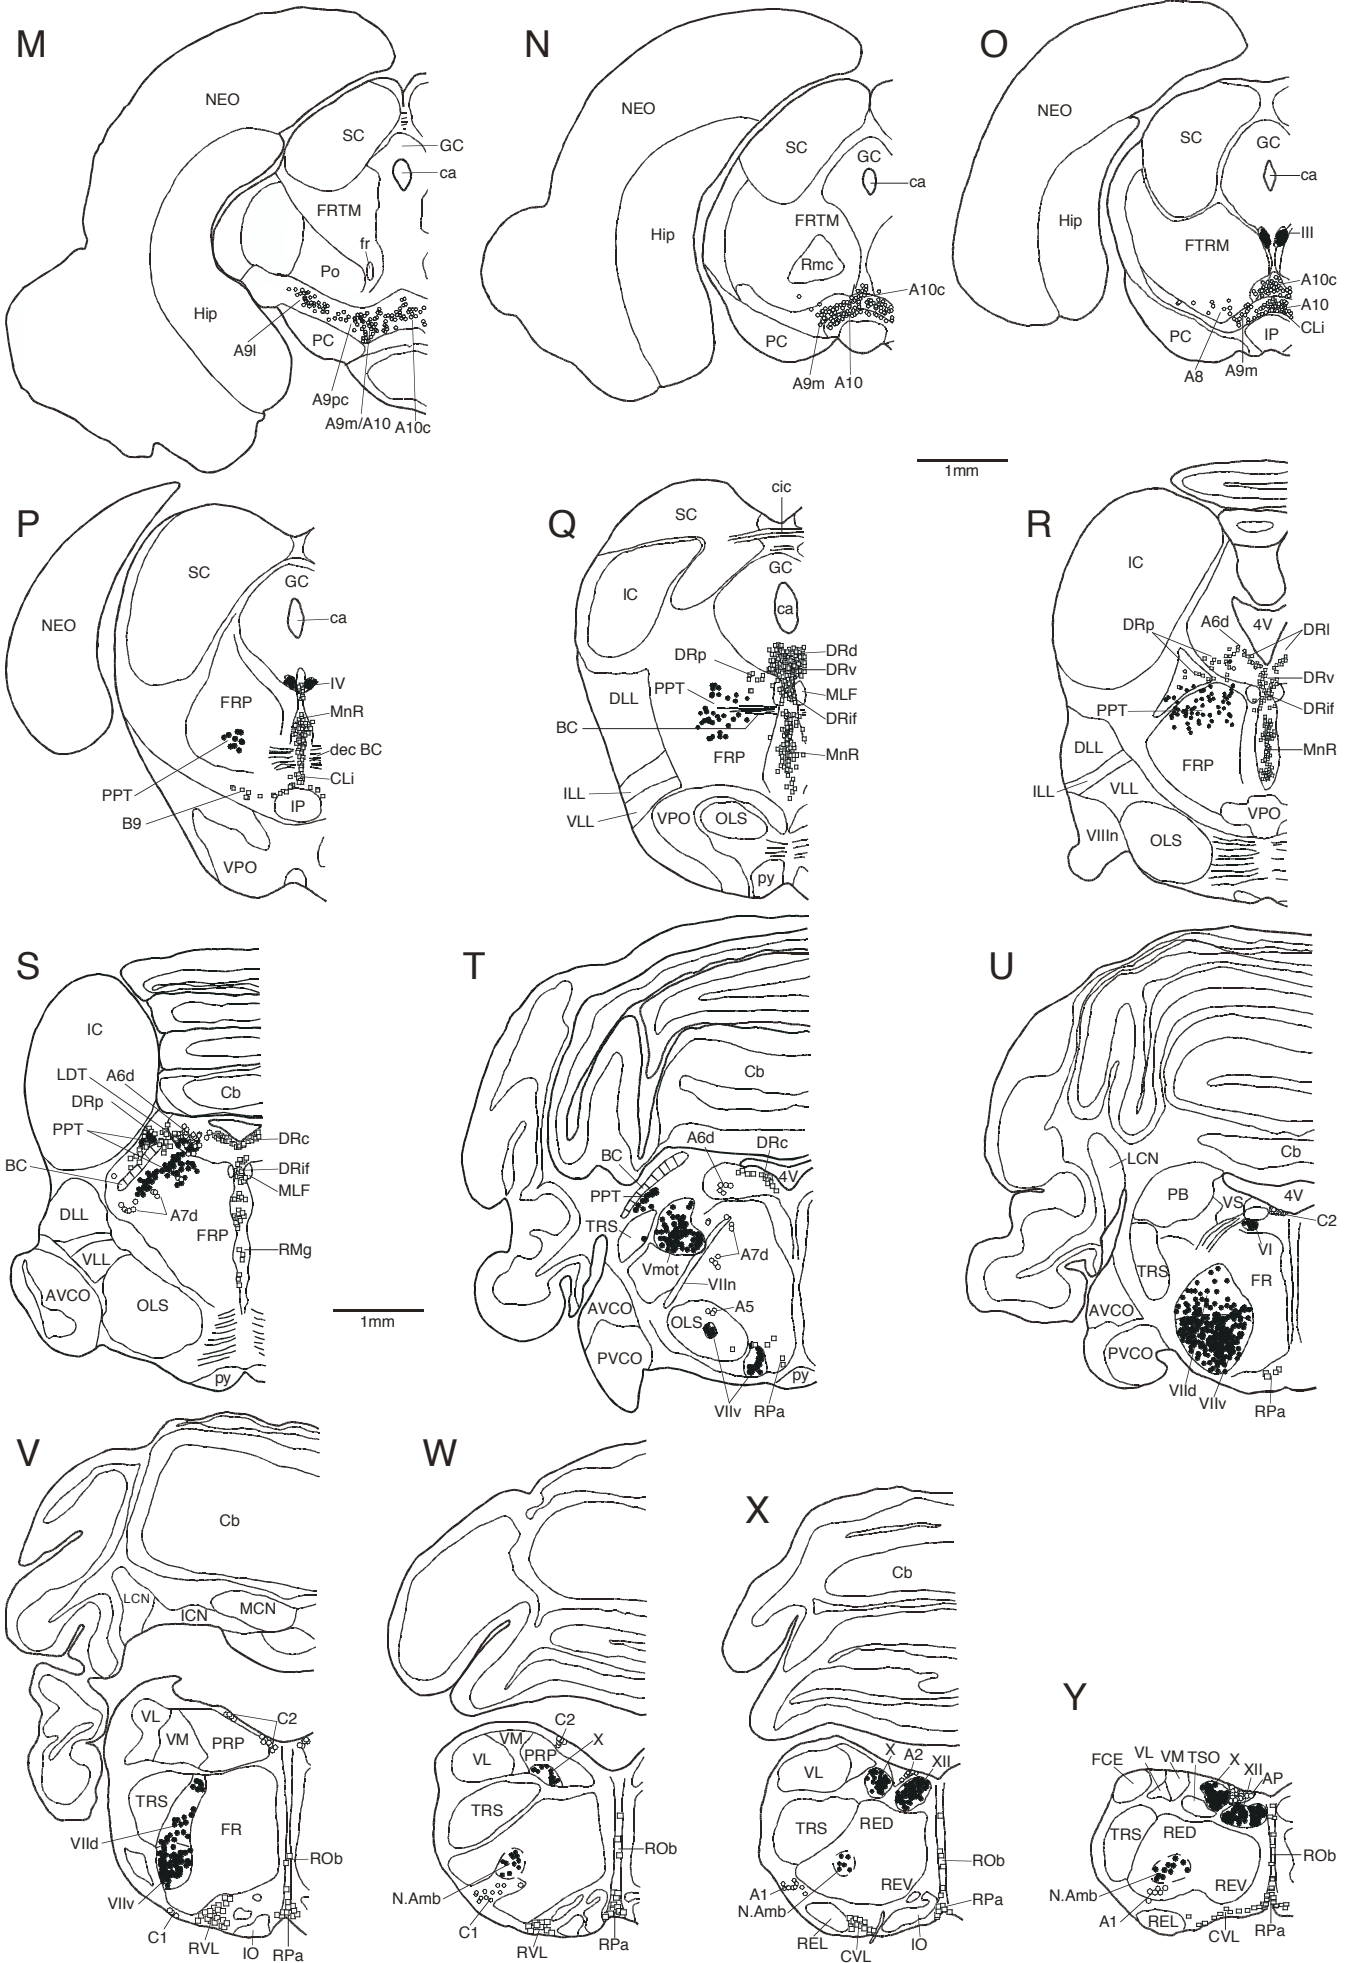 M
NEO
SC
GC
ca
FRTM
fr
Po
Hip
PC
A9l
A9pc
A9m/A10
A10c
N
NEO
SC
GC
ca
FRTM
Rmc
Hip
A10c
PC
A9m
A10
O
NEO
SC
GC
ca
Hip
III
FTRM
A10c
A10
CLi
PC
IP
A8
A9m
1mm
P
SC
GC
ca
NEO
IV
FRP
MnR
dec BC
CLi
PPT
IP
B9
VPO
Q
cic
SC
GC
IC
ca
DRp
DRd
DRv
DLL
PPT
MLF
DRif
BC
FRP
MnR
ILL
VLL
VPO
OLS
py
R
IC
DRp
A6d
4V
DRl
DRv
PPT
DRif
DLL
MnR
FRP
ILL
VLL
VPO
VIIIn
OLS
S
IC
LDT
A6d
Cb
DRp
PPT
DRc
BC
DRif
MLF
DLL
A7d
FRP
VLL
RMg
AVCO
OLS
py
1mm
T
Cb
A6d
DRc
BC
4V
PPT
TRS
A7d
Vmot
VIIn
AVCO
A5
OLS
PVCO
py
VIIv
RPa
U
LCN
Cb
PB
VS
4V
C2
VI
TRS
FR
AVCO
PVCO
VIId
VIIv
RPa
V
Cb
LCN
ICN
MCN
VL
C2
VM
PRP
TRS
VIId
FR
ROb
VIIv
C1
RVL
IO
RPa
W
C2
VM
X
VL
PRP
TRS
ROb
N.Amb
C1
RVL
RPa
X
Cb
X
A2
XII
VL
TRS
RED
ROb
A1
REV
N.Amb
RPa
REL
CVL
IO
Y
FCE
VL
VM
TSO
X
XII
AP
TRS
RED
ROb
N.Amb
REV
A1
REL
CVL
RPa